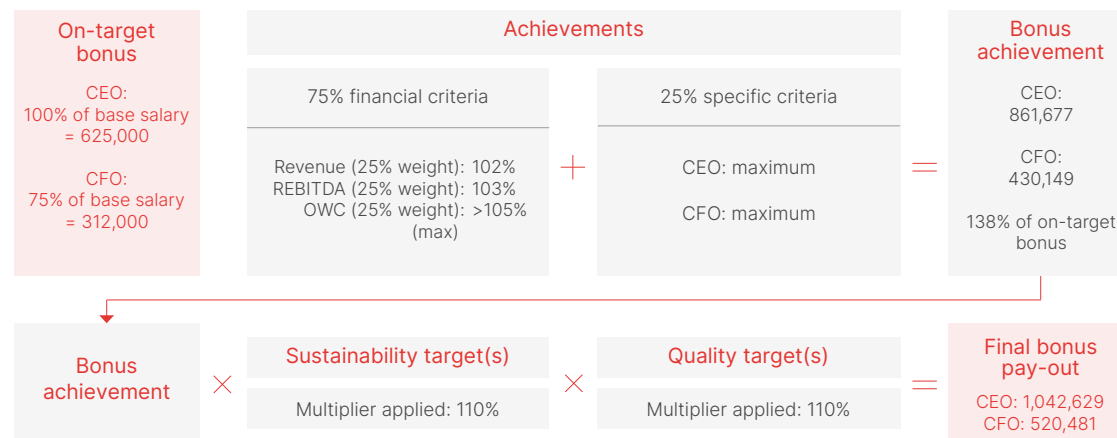 On-target
bonus
CEO:
100% of base salary
= 625,000
CFO:
75% of base salary
= 312,000
Achievements
75% financial criteria
Revenue (25% weight): 102%
REBITDA (25% weight): 103%
OWC (25% weight): >105%
(max)
+
25% specific criteria
CEO: maximum
CFO: maximum
=
Bonus
achievement
CEO:
861,677
CFO:
430,149
138% of on-target
bonus
Bonus
achievement
×
Sustainability target(s)
Multiplier applied: 110%
×
Quality target(s)
Multiplier applied: 110%
=
Final bonus
pay-out
CEO: 1,042,629
CFO: 520,481